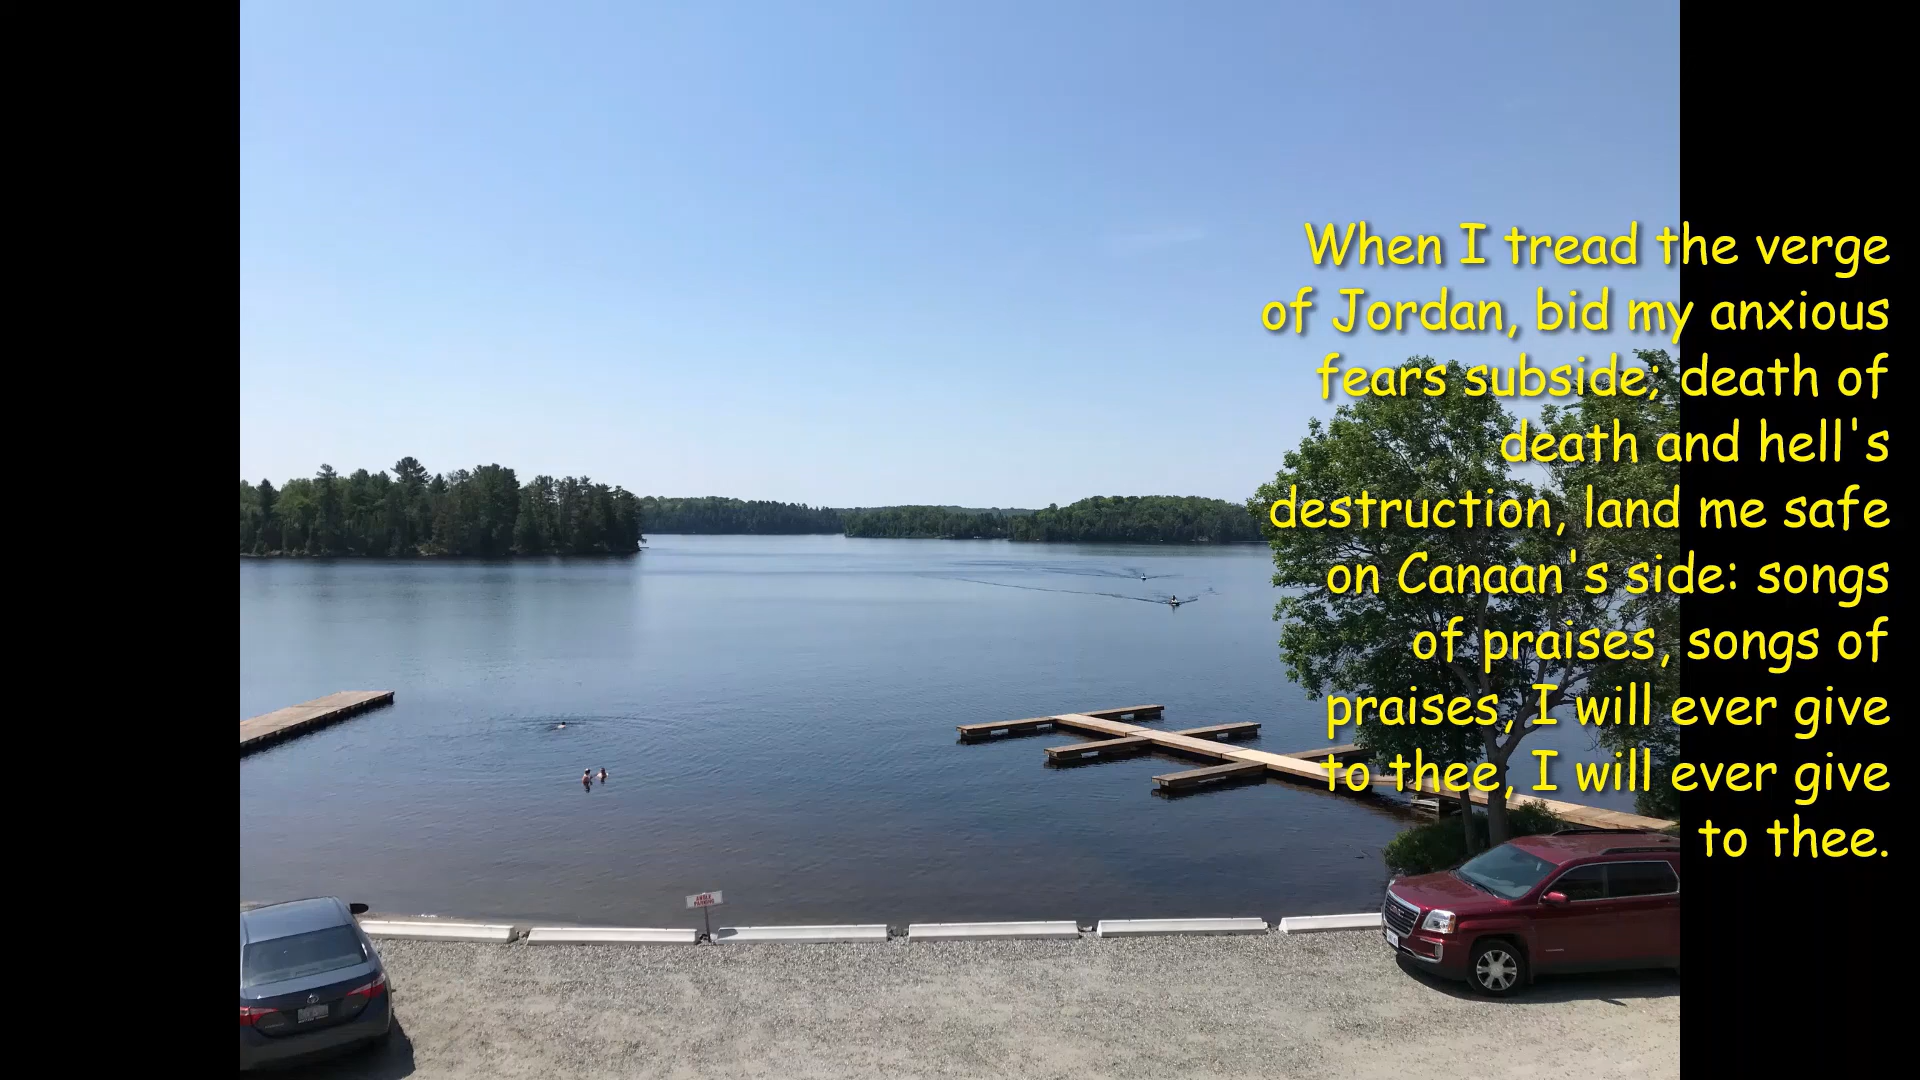 When I tread the verge
of Jordan, bid my anxious
fears subside; death of
death and hell's
destruction, land me safe
on Canaan's side: songs
of praises, songs of
praises, I will ever give
to thee, I will ever give
to thee.